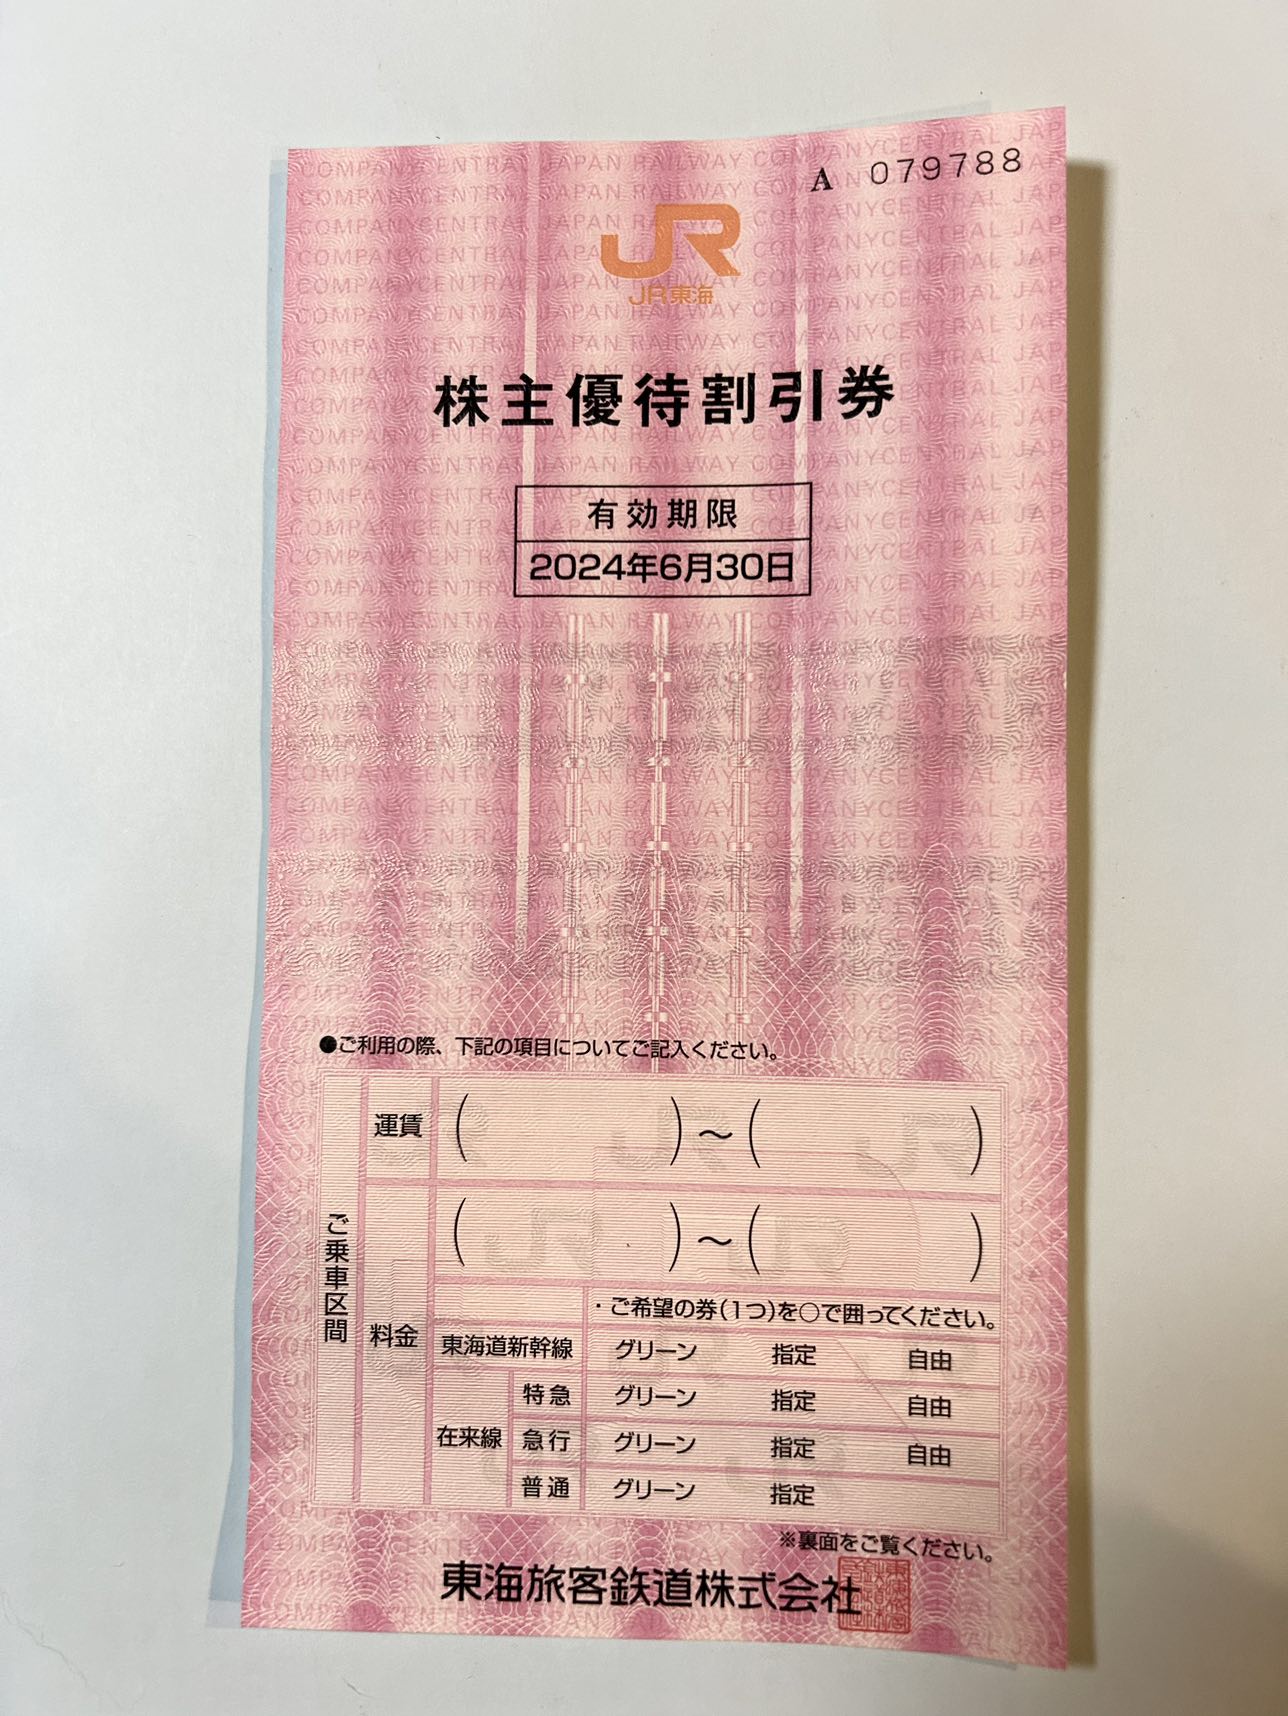 A 079788
JR
JR東海
株主優待割引券
有効期限
2024年6月30日
●ご利用の際、下記の項目についてご記入ください。
ご乗車区間
運賃 ( ) ～ ( )
料金 ( ) ～ ( )
・ご希望の券(1つ)を○で囲ってください。
東海道新幹線 グリーン 指定 自由
在来線
特急 グリーン 指定 自由
急行 グリーン 指定 自由
普通 グリーン 指定
※裏面をご覧ください。
東海旅客鉄道株式会社
COMPANY CENTRAL JAPAN RAILWAY COMPANY CENTRAL JAP